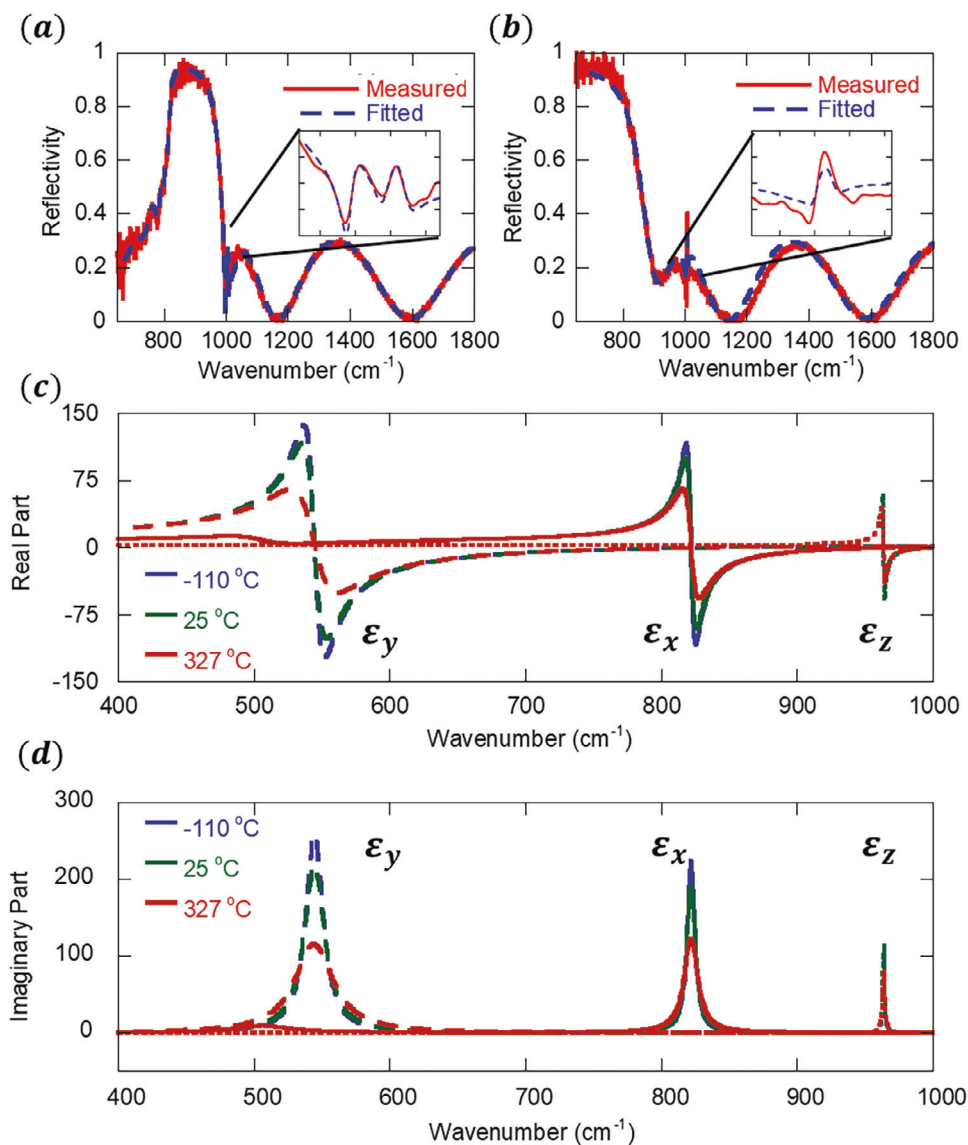 (a)
1
0.8
0.6
0.4
0.2
0
Reflectivity
Measured
Fitted
800 1000 1200 1400 1600 1800
Wavenumber (cm-1)
(b)
1
0.8
0.6
0.4
0.2
0
Reflectivity
Measured
Fitted
800 1000 1200 1400 1600 1800
Wavenumber (cm-1)
(c)
150
75
0
-75
-150
Real Part
-110 °C
25 °C
327 °C
εy
εx
εz
400 500 600 700 800 900 1000
Wavenumber (cm-1)
(d)
300
200
100
0
Imaginary Part
-110 °C
25 °C
327 °C
εy
εx
εz
400 500 600 700 800 900 1000
Wavenumber (cm-1)